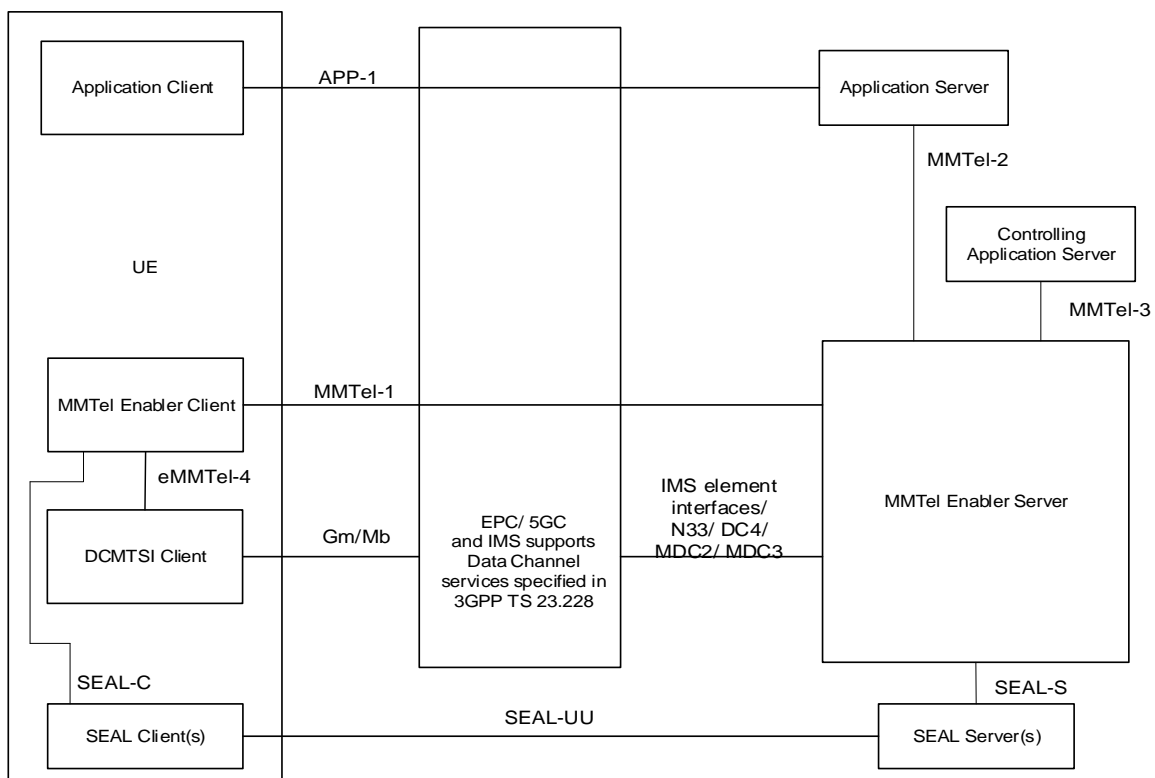 Application Client
APP-1
Application Server
MMTel-2
Controlling
Application Server
UE
MMTel-3
MMTel Enabler Client
MMTel-1
MMTel Enabler Server
eMMTel-4
IMS element
interfaces/
N33/ DC4/
MDC2/ MDC3
DCMTSI Client
Gm/Mb
EPC/ 5GC
and IMS supports
Data Channel
services specified in
3GPP TS 23.228
SEAL-C
SEAL-S
SEAL Client(s)
SEAL-UU
SEAL Server(s)